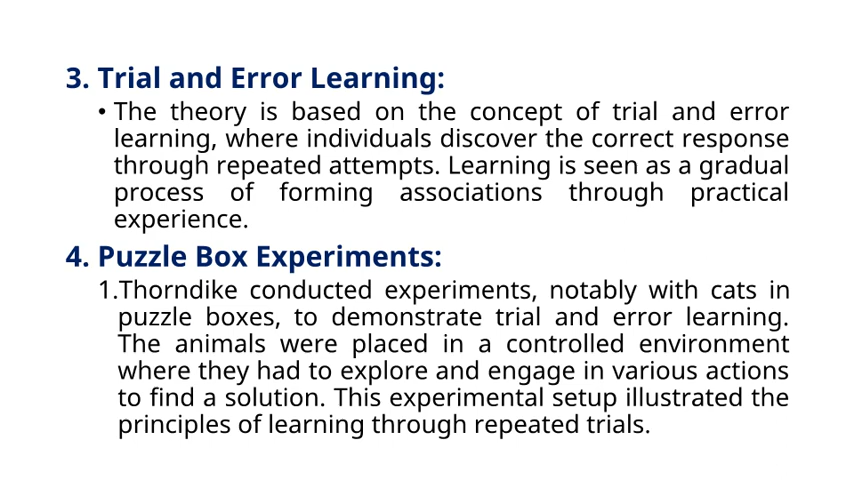 3. Trial and Error Learning:
• The theory is based on the concept of trial and error
learning, where individuals discover the correct response
through repeated attempts. Learning is seen as a gradual
process of forming associations through practical
experience.
4. Puzzle Box Experiments:
1.Thorndike conducted experiments, notably with cats in
puzzle boxes, to demonstrate trial and error learning.
The animals were placed in a controlled environment
where they had to explore and engage in various actions
to find a solution. This experimental setup illustrated the
principles of learning through repeated trials.